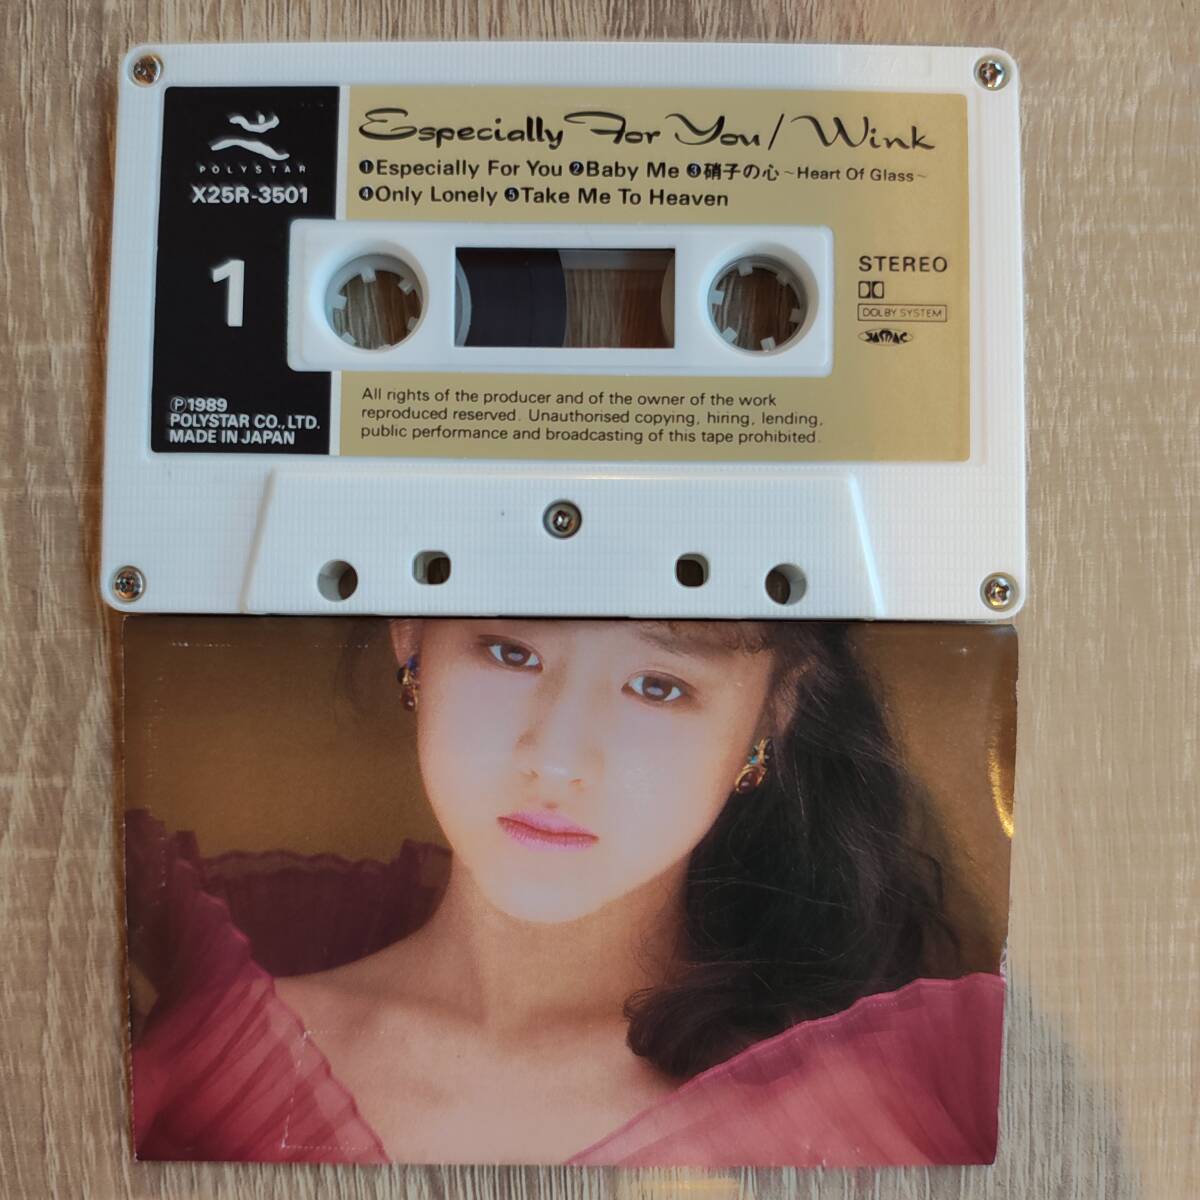 Especially For You / Wink
❶Especially For You ❷Baby Me ❸硝子の心~Heart Of Glass~
❹Only Lonely ❺Take Me To Heaven
POLYSTAR
X25R-3501
1
STEREO
DOLBY SYSTEM
JASRAC
All rights of the producer and of the owner of the work
reproduced reserved. Unauthorised copying, hiring, lending,
public performance and broadcasting of this tape prohibited.
Ⓟ1989
POLYSTAR CO., LTD.
MADE IN JAPAN